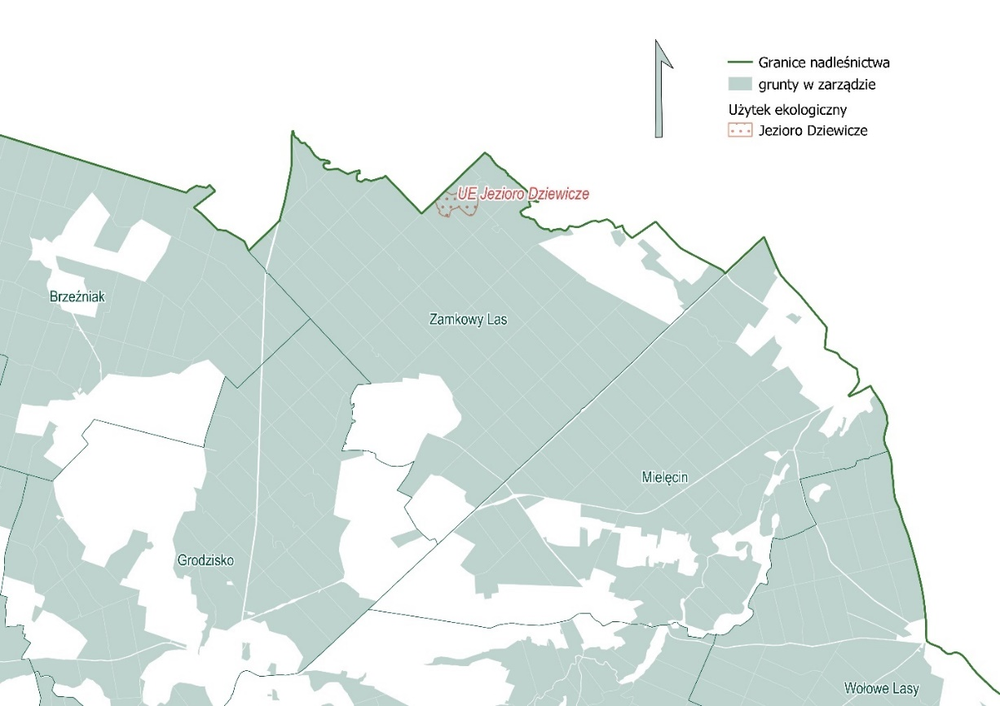 Granice nadleśnictwa
grunty w zarządzie
Użytek ekologiczny
Jezioro Dziewicze
UE Jezioro Dziewicze
Brzeźniak
Zamkowy Las
Mielęcin
Grodzisko
Wołowe Lasy